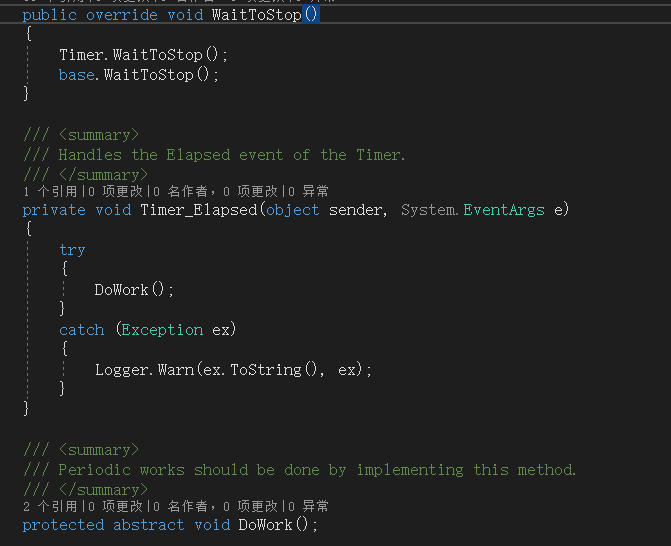 public override void WaitToStop()
{
Timer.WaitToStop();
base.WaitToStop();
}
/// <summary>
/// Handles the Elapsed event of the Timer.
/// </summary>
1 个引用|0 项更改|0 名作者，0 项更改|0 异常
private void Timer_Elapsed(object sender, System.EventArgs e)
{
try
{
DoWork();
}
catch (Exception ex)
{
Logger.Warn(ex.ToString(), ex);
}
}
/// <summary>
/// Periodic works should be done by implementing this method.
/// </summary>
2 个引用|0 项更改|0 名作者，0 项更改|0 异常
protected abstract void DoWork();